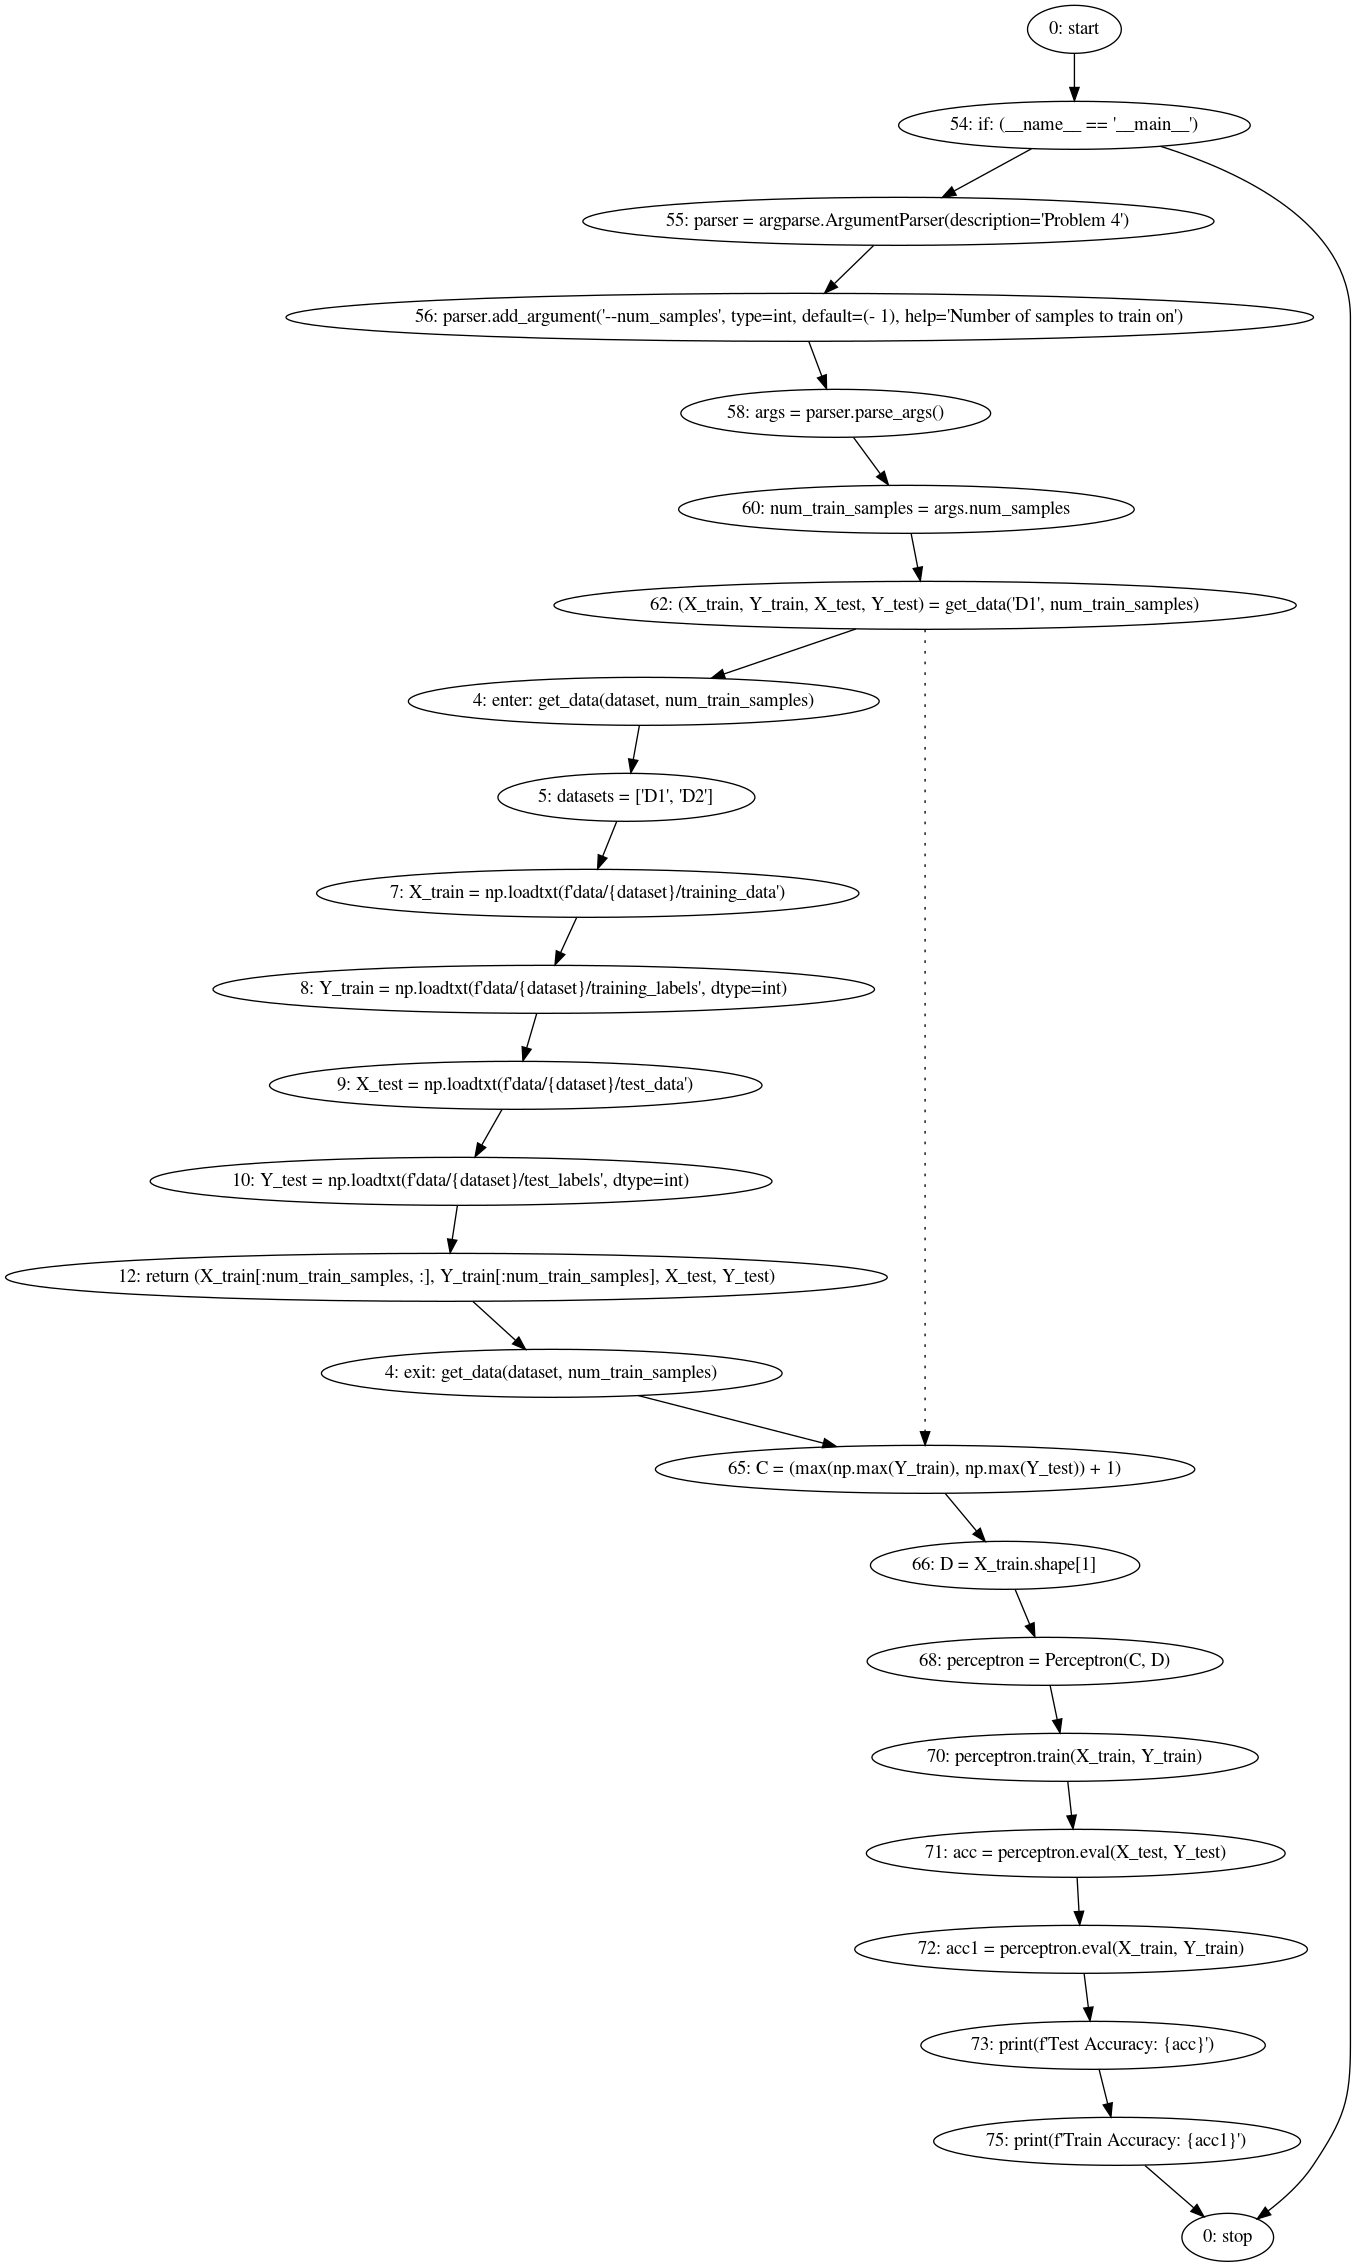 0: start
54: if: (__name__ == '__main__')
55: parser = argparse.ArgumentParser(description='Problem 4')
56: parser.add_argument('--num_samples', type=int, default=(- 1), help='Number of samples to train on')
58: args = parser.parse_args()
60: num_train_samples = args.num_samples
62: (X_train, Y_train, X_test, Y_test) = get_data('D1', num_train_samples)
4: enter: get_data(dataset, num_train_samples)
5: datasets = ['D1', 'D2']
7: X_train = np.loadtxt(f'data/{dataset}/training_data')
8: Y_train = np.loadtxt(f'data/{dataset}/training_labels', dtype=int)
9: X_test = np.loadtxt(f'data/{dataset}/test_data')
10: Y_test = np.loadtxt(f'data/{dataset}/test_labels', dtype=int)
12: return (X_train[:num_train_samples, :], Y_train[:num_train_samples], X_test, Y_test)
4: exit: get_data(dataset, num_train_samples)
65: C = (max(np.max(Y_train), np.max(Y_test)) + 1)
66: D = X_train.shape[1]
68: perceptron = Perceptron(C, D)
70: perceptron.train(X_train, Y_train)
71: acc = perceptron.eval(X_test, Y_test)
72: acc1 = perceptron.eval(X_train, Y_train)
73: print(f'Test Accuracy: {acc}')
75: print(f'Train Accuracy: {acc1}')
0: stop